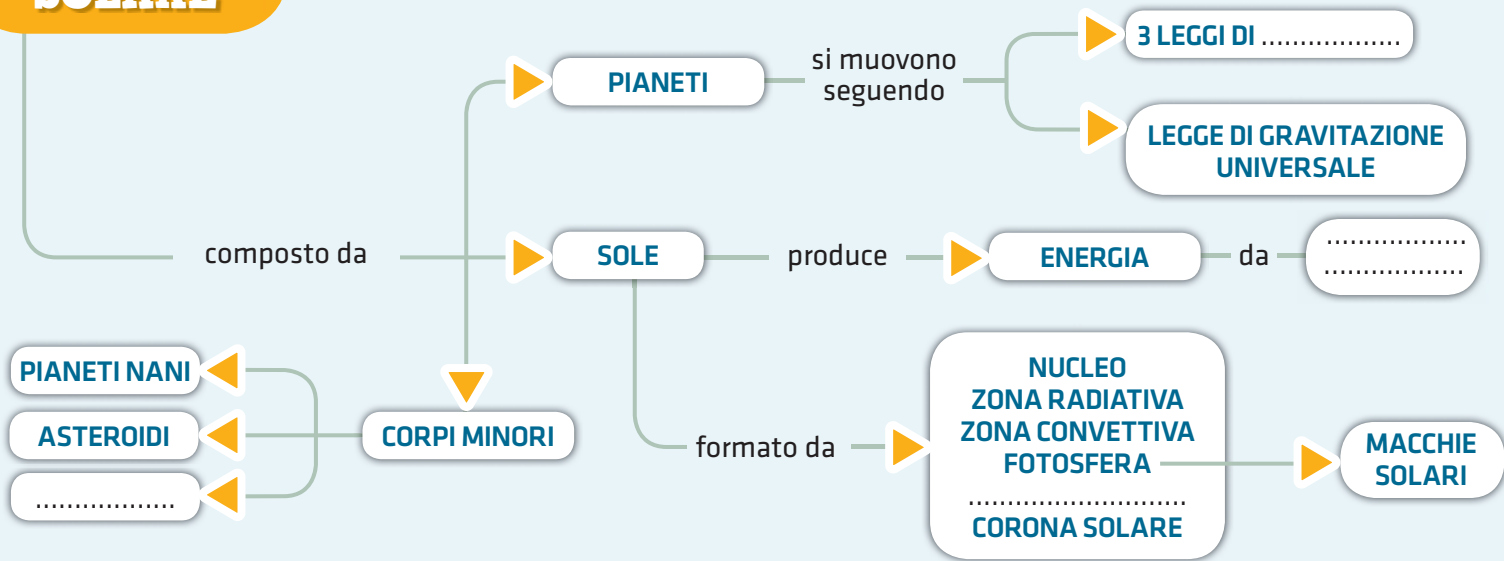 SOLARE
3 LEGGI DI ..................
si muovono
seguendo
PIANETI
LEGGE DI GRAVITAZIONE
UNIVERSALE
composto da
SOLE
produce
ENERGIA
da
..................
..................
PIANETI NANI
ASTEROIDI
..................
CORPI MINORI
formato da
NUCLEO
ZONA RADIATIVA
ZONA CONVETTIVA
FOTOSFERA
............................
CORONA SOLARE
MACCHIE
SOLARI